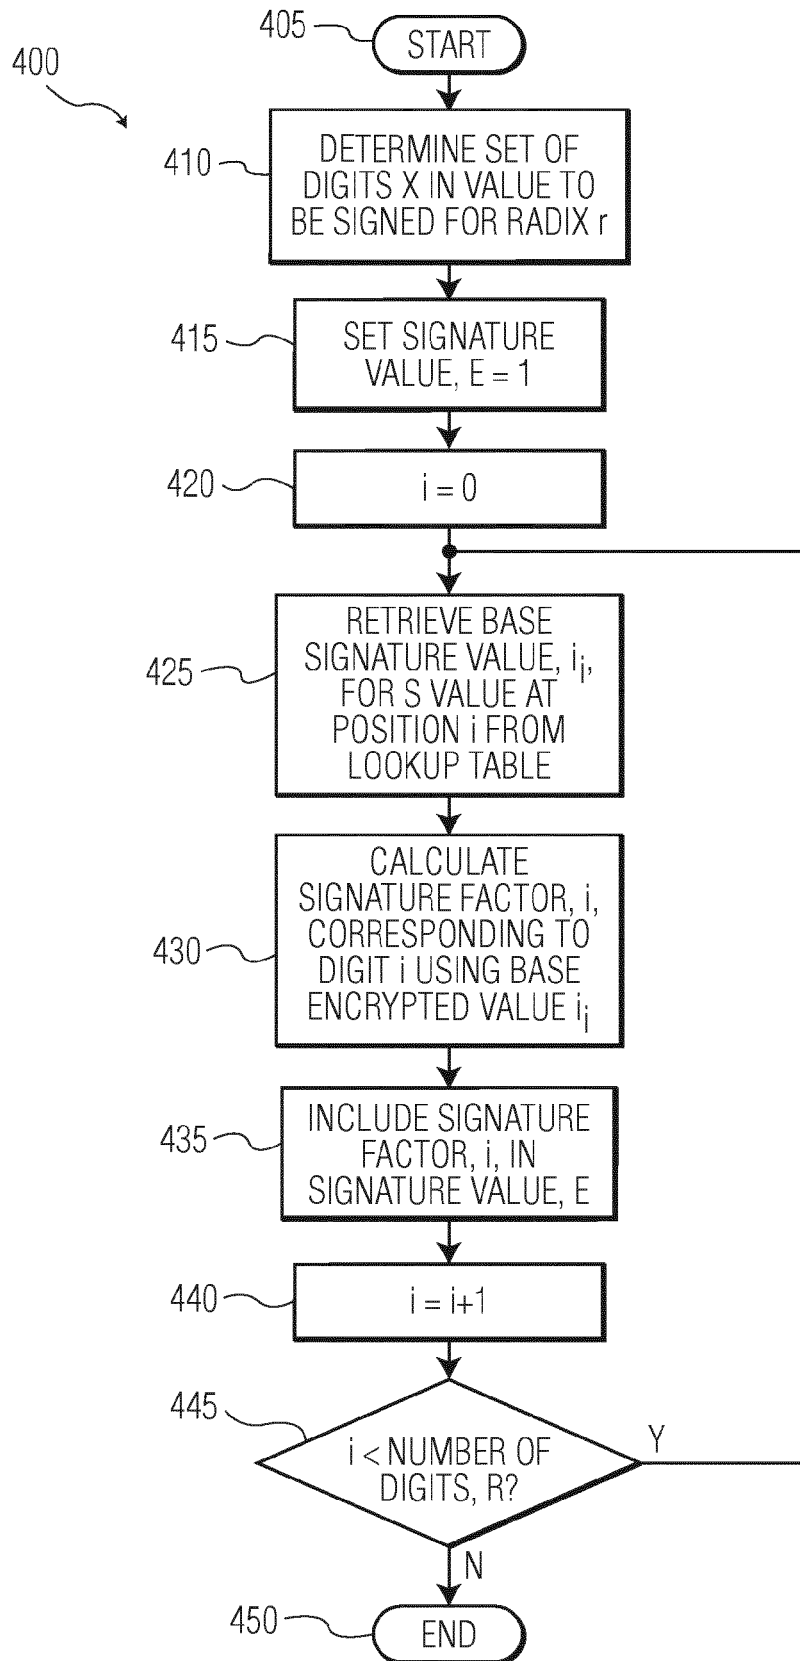 405
START
400
410
DETERMINE SET OF
DIGITS X IN VALUE TO
BE SIGNED FOR RADIX r
415
SET SIGNATURE
VALUE, E = 1
420
i = 0
425
RETRIEVE BASE
SIGNATURE VALUE, iᵢ,
FOR S VALUE AT
POSITION i FROM
LOOKUP TABLE
430
CALCULATE
SIGNATURE FACTOR, i,
CORRESPONDING TO
DIGIT i USING BASE
ENCRYPTED VALUE iᵢ
435
INCLUDE SIGNATURE
FACTOR, i, IN
SIGNATURE VALUE, E
440
i = i+1
445
i < NUMBER OF
DIGITS, R?
Y
N
450
END